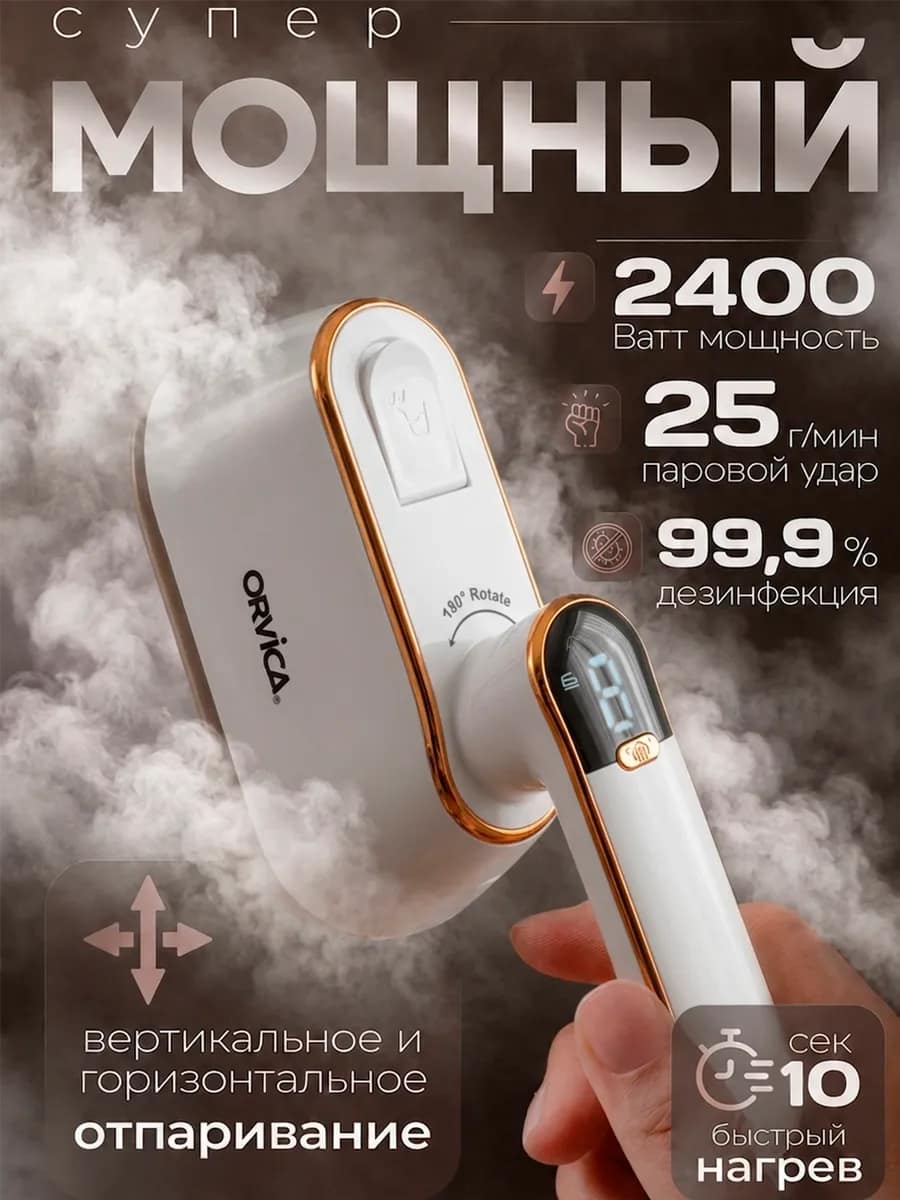 супер
МОЩНЫЙ
2400
Ватт мощность
25 г/мин
паровой удар
99,9 %
дезинфекция
180° Rotate
ORViCA®
вертикальное и
горизонтальное
отпаривание
сек
10
быстрый
нагрев